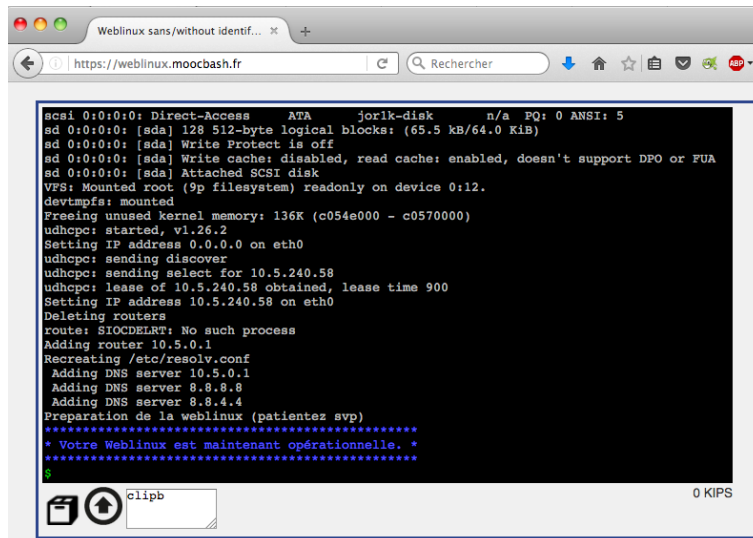 Weblinux sans/without identif...
https://weblinux.moocbash.fr
Rechercher
ABP
scsi 0:0:0:0: Direct-Access ATA jor1k-disk n/a PQ: 0 ANSI: 5
sd 0:0:0:0: [sda] 128 512-byte logical blocks: (65.5 kB/64.0 KiB)
sd 0:0:0:0: [sda] Write Protect is off
sd 0:0:0:0: [sda] Write cache: disabled, read cache: enabled, doesn't support DPO or FUA
sd 0:0:0:0: [sda] Attached SCSI disk
VFS: Mounted root (9p filesystem) readonly on device 0:12.
devtmpfs: mounted
Freeing unused kernel memory: 136K (c054e000 - c0570000)
udhcpc: started, v1.26.2
Setting IP address 0.0.0.0 on eth0
udhcpc: sending discover
udhcpc: sending select for 10.5.240.58
udhcpc: lease of 10.5.240.58 obtained, lease time 900
Setting IP address 10.5.240.58 on eth0
Deleting routers
route: SIOCDELRT: No such process
Adding router 10.5.0.1
Recreating /etc/resolv.conf
Adding DNS server 10.5.0.1
Adding DNS server 8.8.8.8
Adding DNS server 8.8.4.4
Preparation de la weblinux (patientez svp)
*************************************************
* Votre Weblinux est maintenant opérationnelle. *
*************************************************
$
clipb
0 KIPS